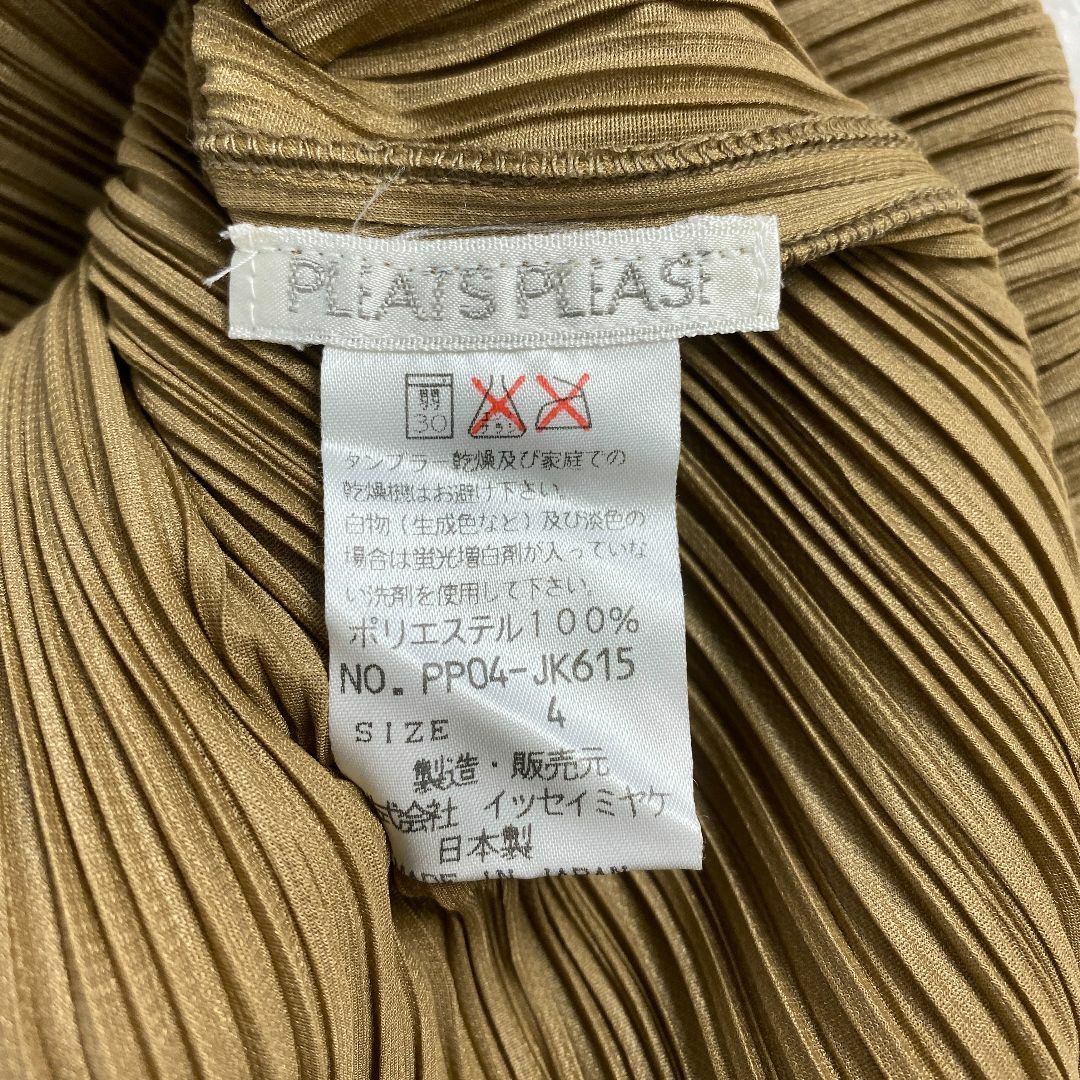 PLEATS PLEASE
弱
30
タンブラー乾燥及び家庭での
乾燥機はお避け下さい。
白物(生成色など)及び淡色の
場合は蛍光増白剤が入っていな
い洗剤を使用して下さい。
ポリエステル100%
NO. PP04-JK615
SIZE 4
製造・販売元
式会社 イッセイミヤケ
日本製
MADE IN JAPAN